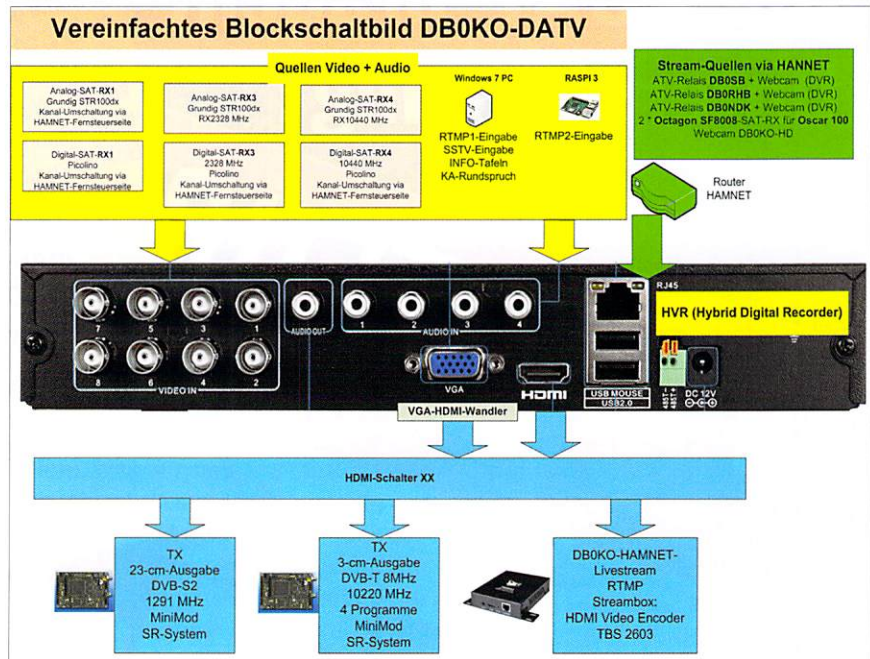 Vereinfachtes Blockschaltbild DB0KO-DATV
Quellen Video + Audio
Analog-SAT-RX1
Grundig STR100dx
Kanal-Umschaltung via
HAMNET-Fernsteuerseite
Analog-SAT-RX3
Grundig STR100dx
RX2328 MHz
Analog-SAT-RX4
Grundig STR100dx
RX10440 MHz
Digital-SAT-RX1
Picolino
Kanal-Umschaltung via
HAMNET-Fernsteuerseite
Digital-SAT-RX3
2328 MHz
Picolino
Kanal-Umschaltung via
HAMNET-Fernsteuerseite
Digital-SAT-RX4
10440 MHz
Picolino
Kanal-Umschaltung via
HAMNET-Fernsteuerseite
Windows 7 PC
RTMP1-Eingabe
SSTV-Eingabe
INFO-Tafeln
KA-Rundspruch
RASPI 3
RTMP2-Eingabe
Stream-Quellen via HANNET
ATV-Relais DB0SB + Webcam (DVR)
ATV-Relais DB0RHB + Webcam (DVR)
ATV-Relais DB0NDK + Webcam (DVR)
2 * Octagon SF8008-SAT-RX für Oscar 100
Webcam DB0KO-HD
Router
HAMNET
RJ45
HVR (Hybrid Digital Recorder)
7 5 3 1
8 6 4 2
VIDEO IN
AUDIO OUT
1 2 3 4
AUDIO IN
VGA
HDMI
USB MOUSE
USB2.0
485T-
485T+
DC 12V
VGA-HDMI-Wandler
HDMI-Schalter XX
TX
23-cm-Ausgabe
DVB-S2
1291 MHz
MiniMod
SR-System
TX
3-cm-Ausgabe
DVB-T 8MHz
10220 MHz
4 Programme
MiniMod
SR-System
DB0KO-HAMNET-
Livestream
RTMP
Streambox:
HDMI Video Encoder
TBS 2603